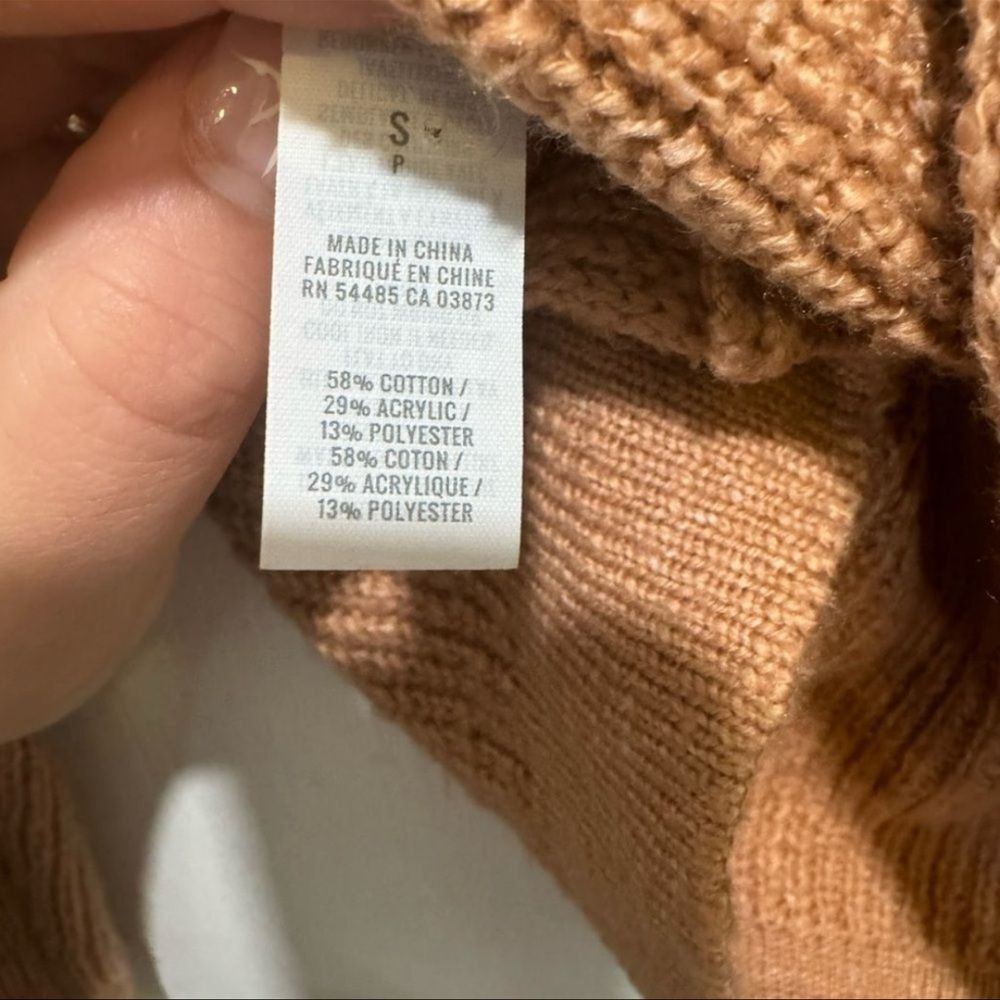 S
P
MADE IN CHINA
FABRIQUÉ EN CHINE
RN 54485 CA 03873
58% COTTON /
29% ACRYLIC /
13% POLYESTER
58% COTON /
29% ACRYLIQUE /
13% POLYESTER